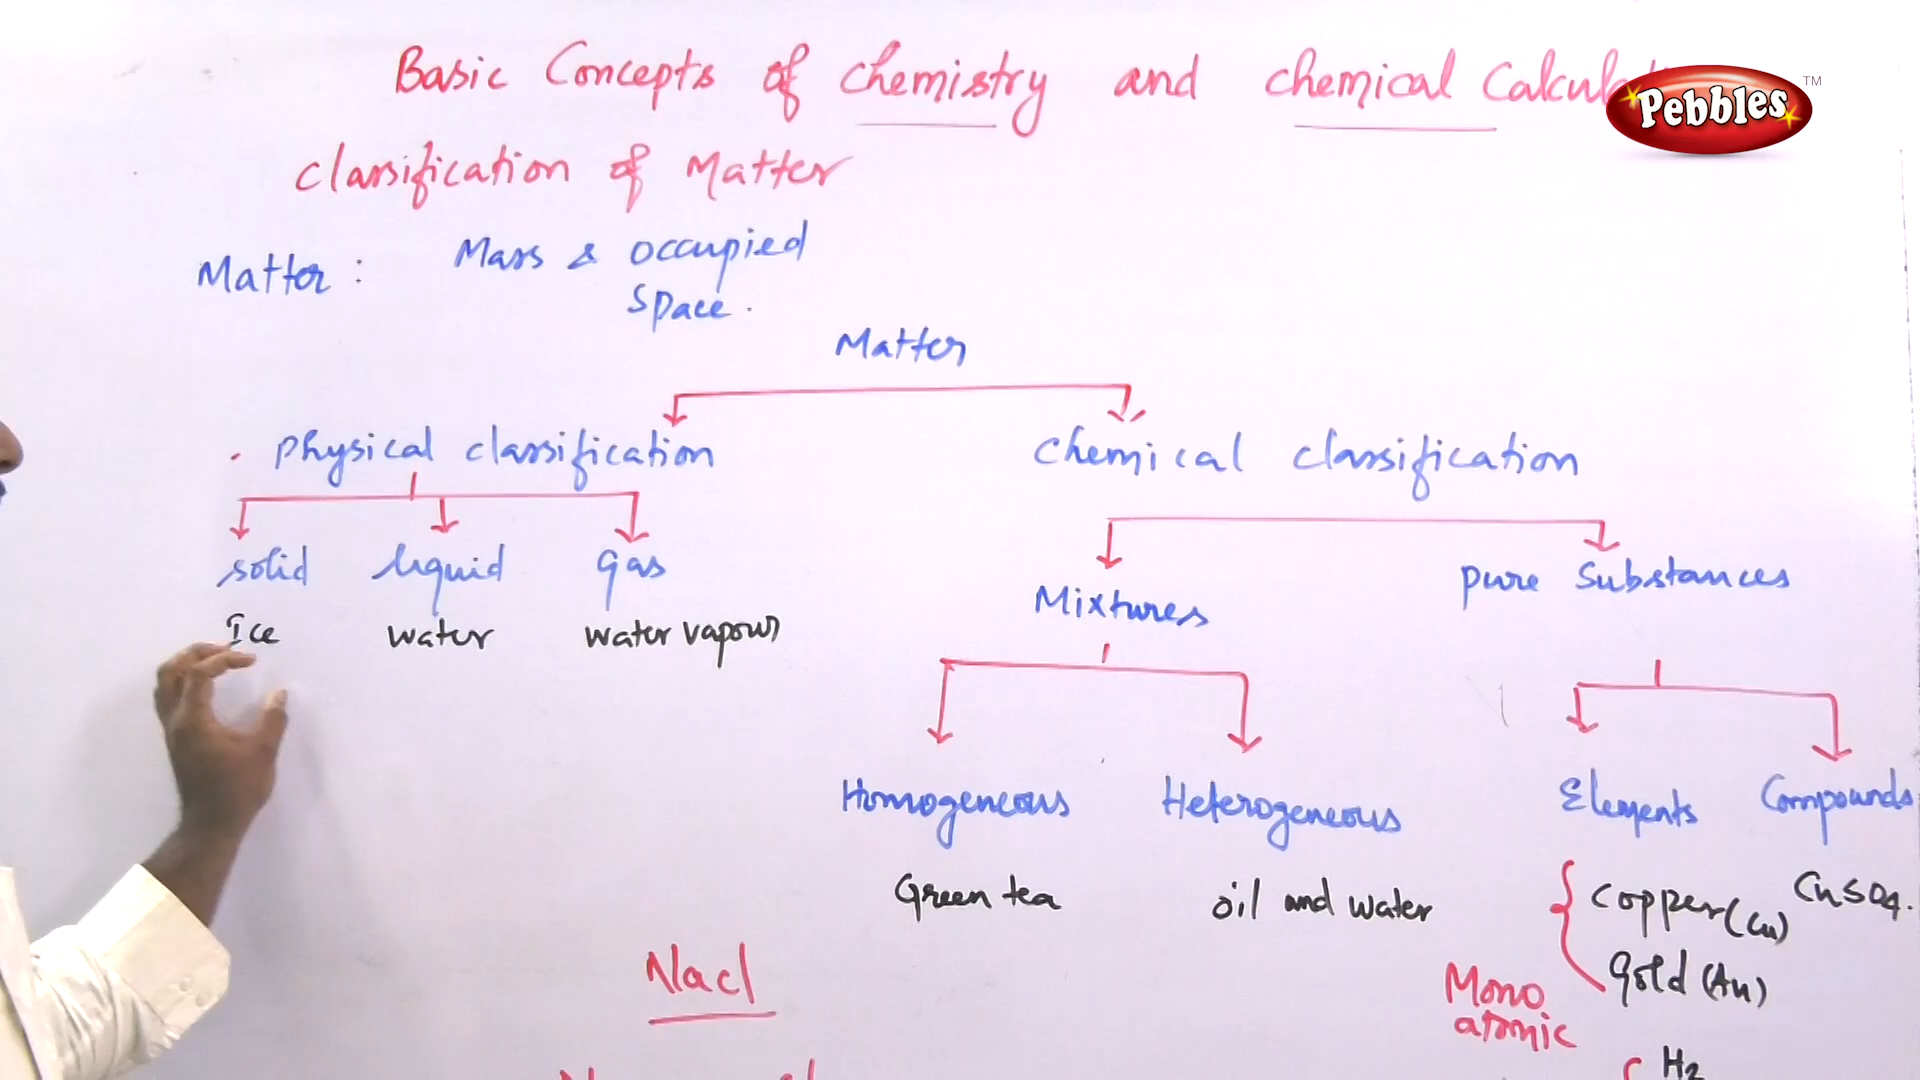 Basic Concepts of chemistry and chemical
Pebbles TM
classification of Matter
Matter : Mass & occupied
space.
Matter
physical classification chemical classification
solid liquid gas
Mixtures pure substances
Ice water water vapour
Homogeneous Heterogeneous Elements Compounds
Green tea oil and water Copper (Cu) CuSO4.
Nacl Mono atomic gold (Au)
H2